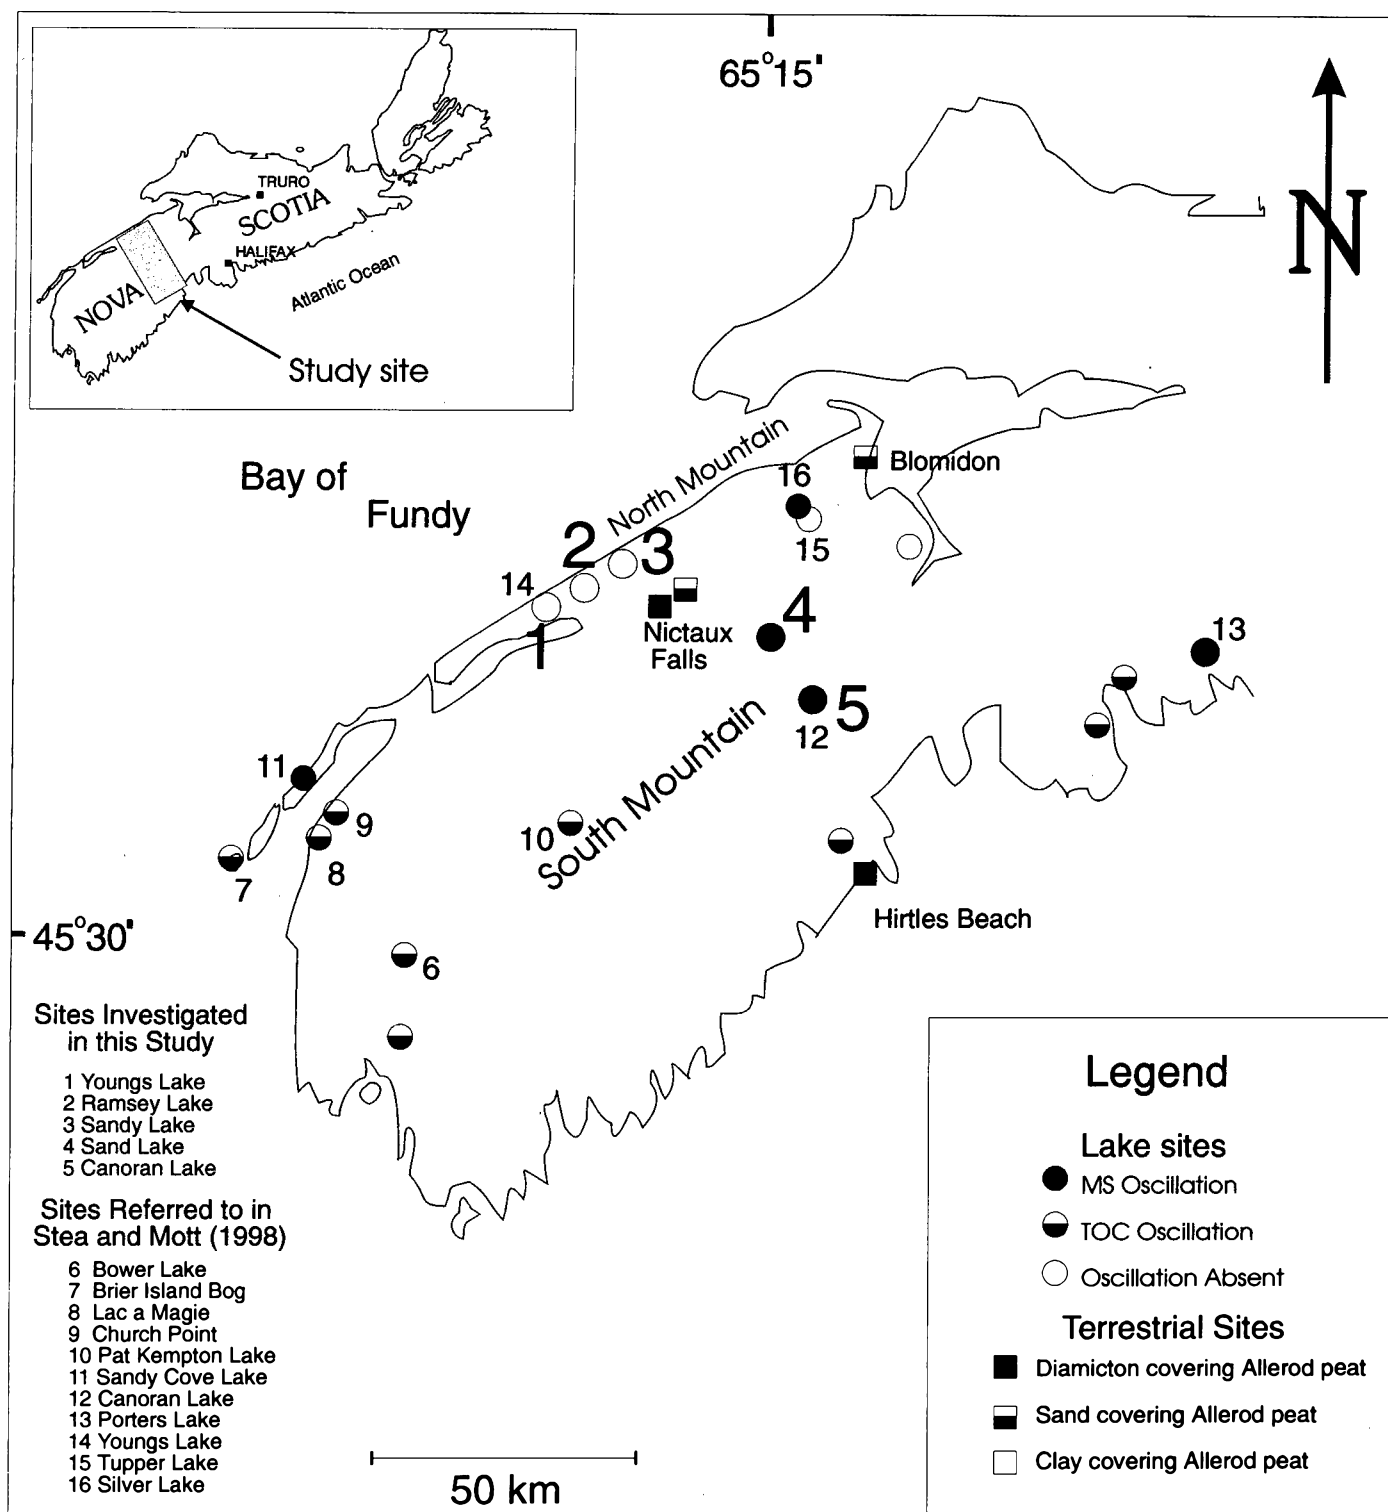 65°15'
N
TRURO
SCOTIA
HALIFAX
NOVA
Atlantic Ocean
Study site
Bay of
Fundy
North Mountain
Blomidon
16
15
2
3
14
1
Nictaux
Falls
4
13
5
12
South Mountain
11
10
9
8
7
Hirtles Beach
45°30'
6
Sites Investigated
in this Study
1 Youngs Lake
2 Ramsey Lake
3 Sandy Lake
4 Sand Lake
5 Canoran Lake
Sites Referred to in
Stea and Mott (1998)
6 Bower Lake
7 Brier Island Bog
8 Lac a Magie
9 Church Point
10 Pat Kempton Lake
11 Sandy Cove Lake
12 Canoran Lake
13 Porters Lake
14 Youngs Lake
15 Tupper Lake
16 Silver Lake
50 km
Legend
Lake sites
MS Oscillation
TOC Oscillation
Oscillation Absent
Terrestrial Sites
Diamicton covering Allerod peat
Sand covering Allerod peat
Clay covering Allerod peat